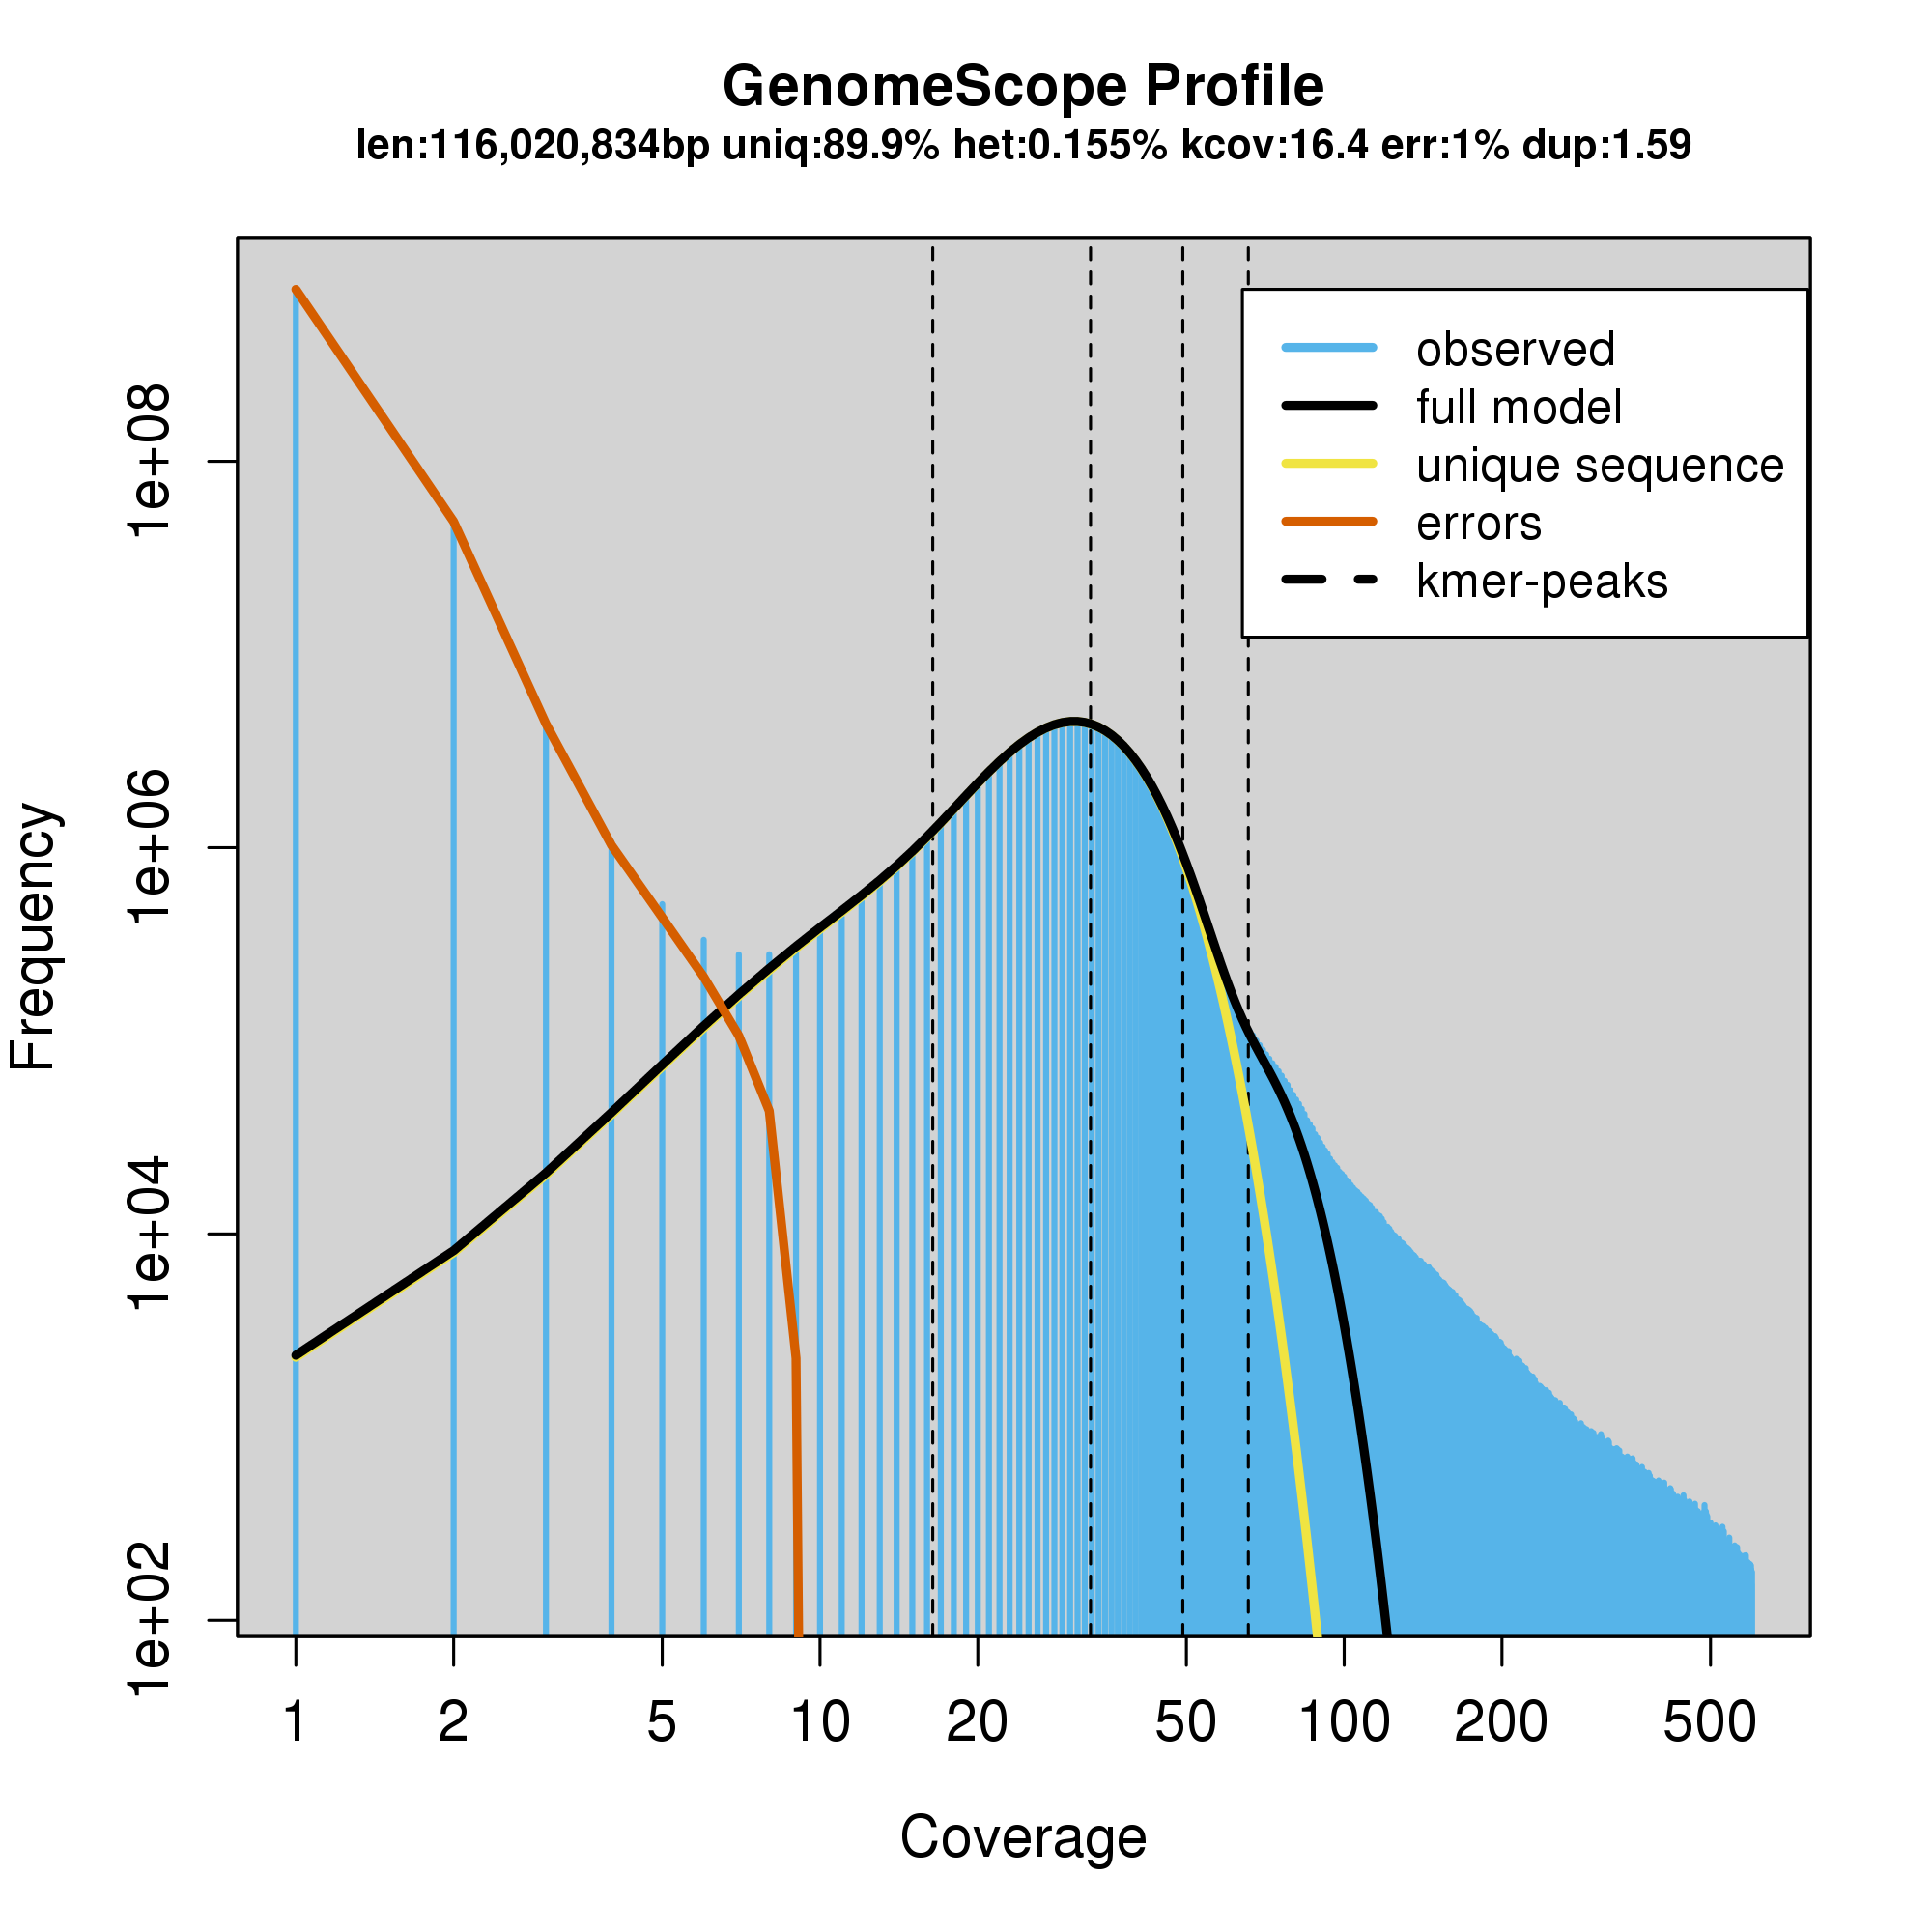 GenomeScope Profile
len:116,020,834bp uniq:89.9% het:0.155% kcov:16.4 err:1% dup:1.59
observed
full model
unique sequence
errors
kmer-peaks
Frequency
1e+08
1e+06
1e+04
1e+02
1 2 5 10 20 50 100 200 500
Coverage